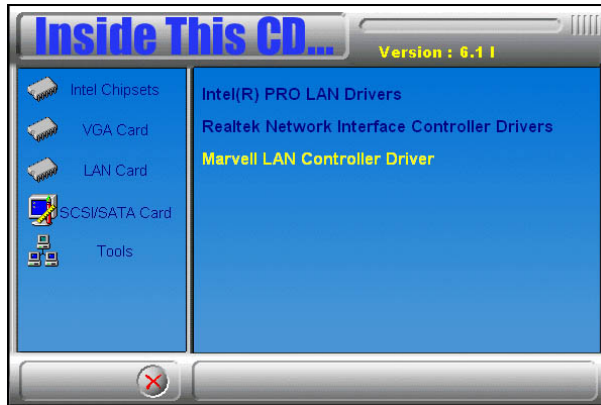 Inside This CD...
Version : 6.1 I
Intel Chipsets
VGA Card
LAN Card
SCSI/SATA Card
Tools
Intel(R) PRO LAN Drivers
Realtek Network Interface Controller Drivers
Marvell LAN Controller Driver